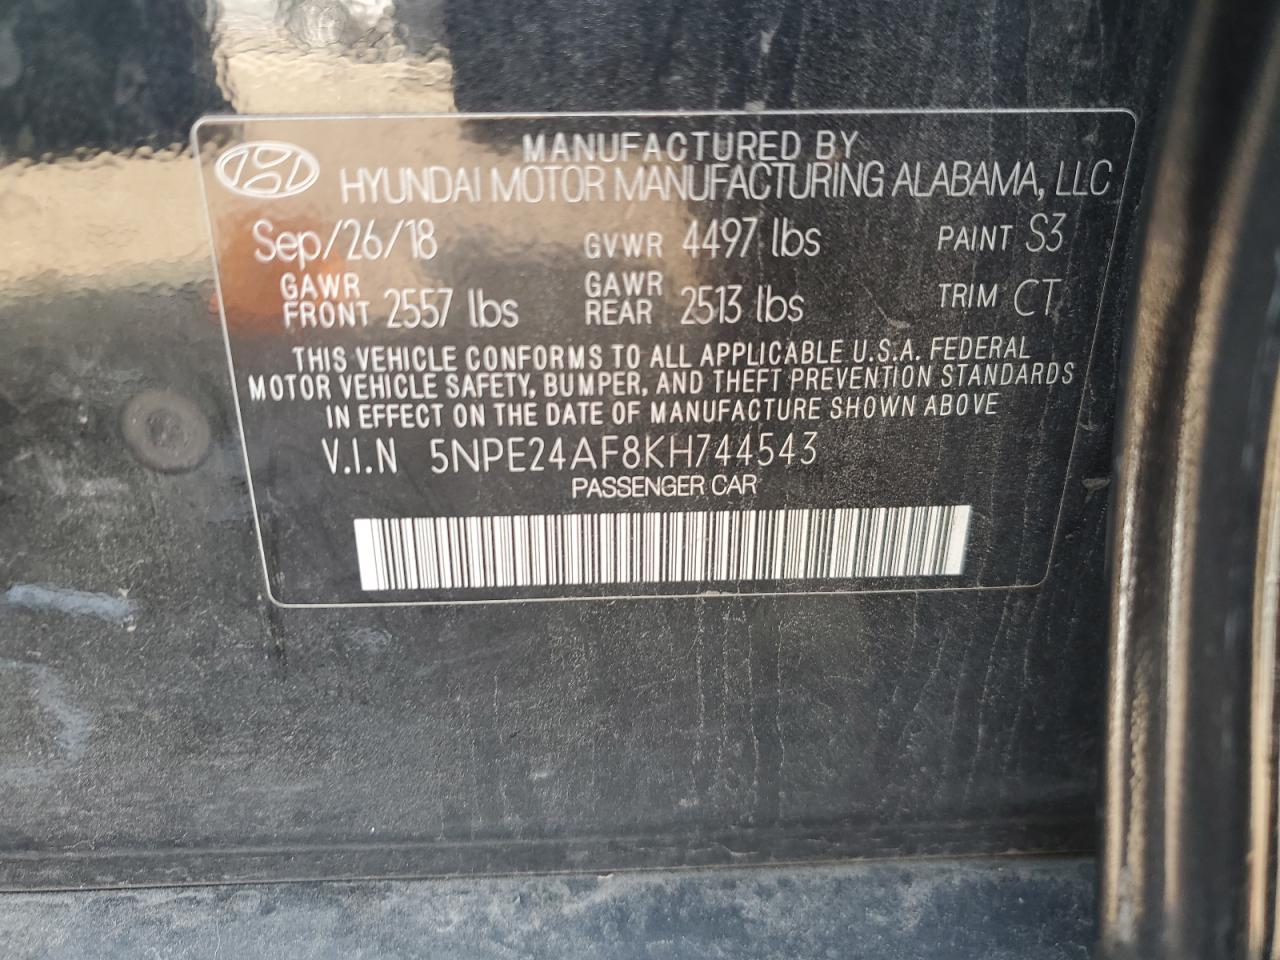 MANUFACTURED BY
HYUNDAI MOTOR MANUFACTURING ALABAMA, LLC
Sep/26/18 GVWR 4497 lbs PAINT S3
GAWR FRONT 2557 lbs GAWR REAR 2513 lbs TRIM CT
THIS VEHICLE CONFORMS TO ALL APPLICABLE U.S.A. FEDERAL
MOTOR VEHICLE SAFETY, BUMPER, AND THEFT PREVENTION STANDARDS
IN EFFECT ON THE DATE OF MANUFACTURE SHOWN ABOVE
V.I.N 5NPE24AF8KH744543
PASSENGER CAR